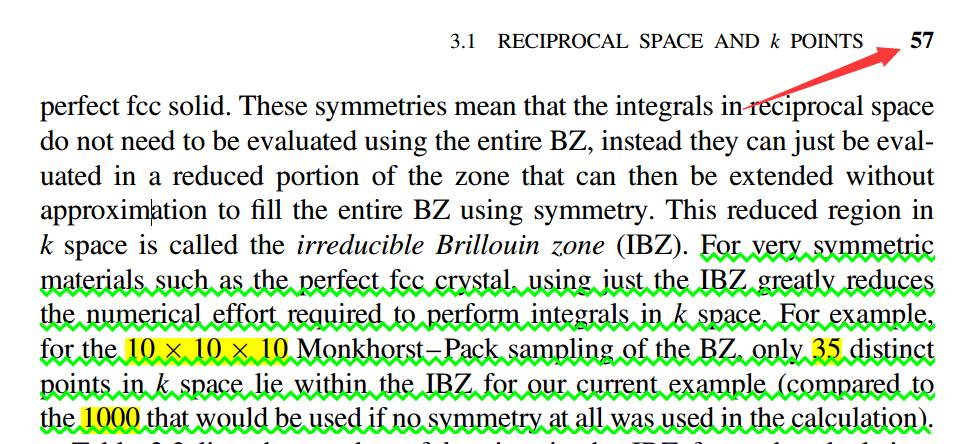 3.1 RECIPROCAL SPACE AND k POINTS 57
perfect fcc solid. These symmetries mean that the integrals in reciprocal space
do not need to be evaluated using the entire BZ, instead they can just be eval-
uated in a reduced portion of the zone that can then be extended without
approximation to fill the entire BZ using symmetry. This reduced region in
k space is called the irreducible Brillouin zone (IBZ). For very symmetric
materials such as the perfect fcc crystal, using just the IBZ greatly reduces
the numerical effort required to perform integrals in k space. For example,
for the 10 × 10 × 10 Monkhorst–Pack sampling of the BZ, only 35 distinct
points in k space lie within the IBZ for our current example (compared to
the 1000 that would be used if no symmetry at all was used in the calculation).